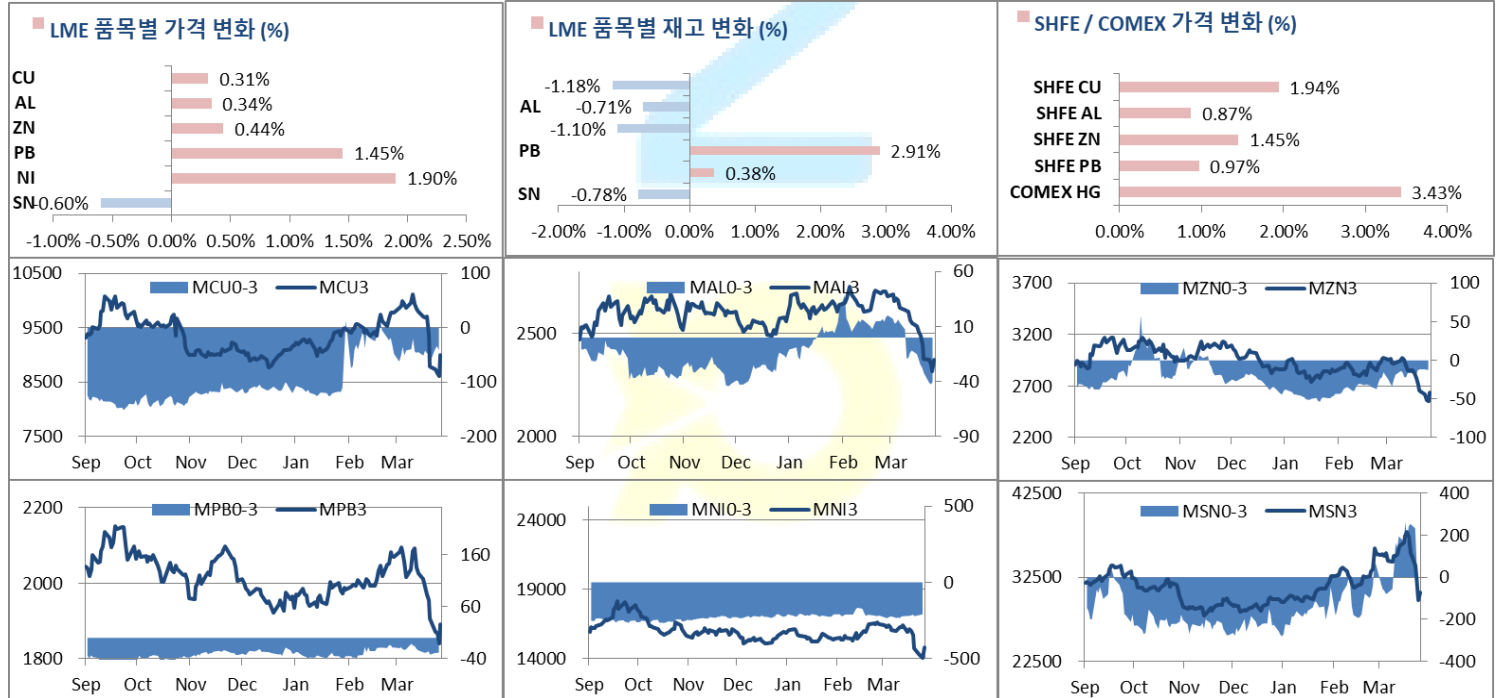 LME 품목별 가격 변화 (%)
CU
0.31%
AL
0.34%
ZN
0.44%
PB
1.45%
NI
1.90%
SN
-0.60%
-1.00%
-0.50%
0.00%
0.50%
1.00%
1.50%
2.00%
2.50%
LME 품목별 재고 변화 (%)
-1.18%
AL
-0.71%
-1.10%
PB
2.91%
0.38%
SN
-0.78%
-2.00%
-1.00%
0.00%
1.00%
2.00%
3.00%
4.00%
SHFE / COMEX 가격 변화 (%)
SHFE CU
1.94%
SHFE AL
0.87%
SHFE ZN
1.45%
SHFE PB
0.97%
COMEX HG
3.43%
0.00%
1.00%
2.00%
3.00%
4.00%
MCU0-3
MCU3
10500
9500
8500
7500
100
0
-100
-200
Sep
Oct
Nov
Dec
Jan
Feb
Mar
MAL0-3
MAL3
2500
2000
60
10
-40
-90
Sep
Oct
Nov
Dec
Jan
Feb
Mar
MZN0-3
MZN3
3700
3200
2700
2200
100
50
0
-50
-100
Sep
Oct
Nov
Dec
Jan
Feb
Mar
MPB0-3
MPB3
2200
2000
1800
160
60
-40
Sep
Oct
Nov
Dec
Jan
Feb
Mar
MNI0-3
MNI3
24000
19000
14000
500
0
-500
Sep
Oct
Nov
Dec
Jan
Feb
Mar
MSN0-3
MSN3
42500
32500
22500
400
200
0
-200
-400
Sep
Oct
Nov
Dec
Jan
Feb
Mar